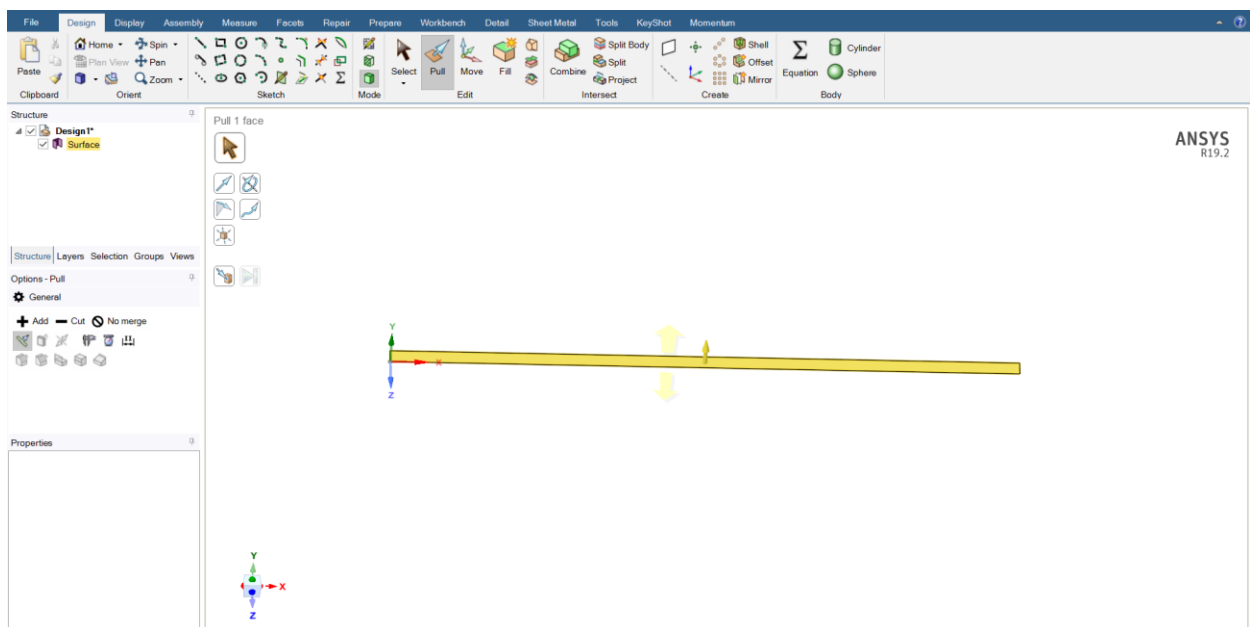 File Design Display Assembly Measure Facets Repair Prepare Workbench Detail Sheet Metal Tools KeyShot Momentum
Paste
Home Spin
Plan View Pan
Zoom
Select Pull Move Fill
Combine
Split Body
Split
Project
Shell
Offset
Mirror
Equation
Cylinder
Sphere
Clipboard Orient Sketch Mode Edit Intersect Create Body
Structure
Design1*
Surface
Structure Layers Selection Groups Views
Options - Pull
General
Add Cut No merge
Properties
Pull 1 face
ANSYS
R19.2
Y
X
Z
Y
X
Z